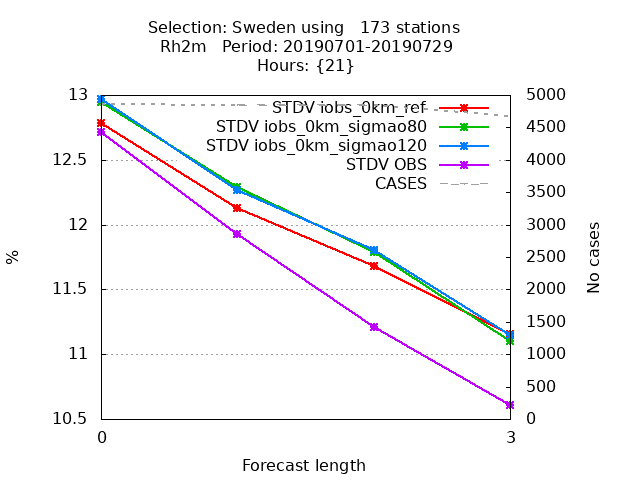 Selection: Sweden using   173 stations
Rh2m   Period: 20190701-20190729
Hours: {21}
STDV iobs_0km_ref
STDV iobs_0km_sigmao80
STDV iobs_0km_sigmao120
STDV OBS
CASES
%
13
12.5
12
11.5
11
10.5
5000
4500
4000
3500
3000
2500
2000
1500
1000
500
0
No cases
0
3
Forecast length